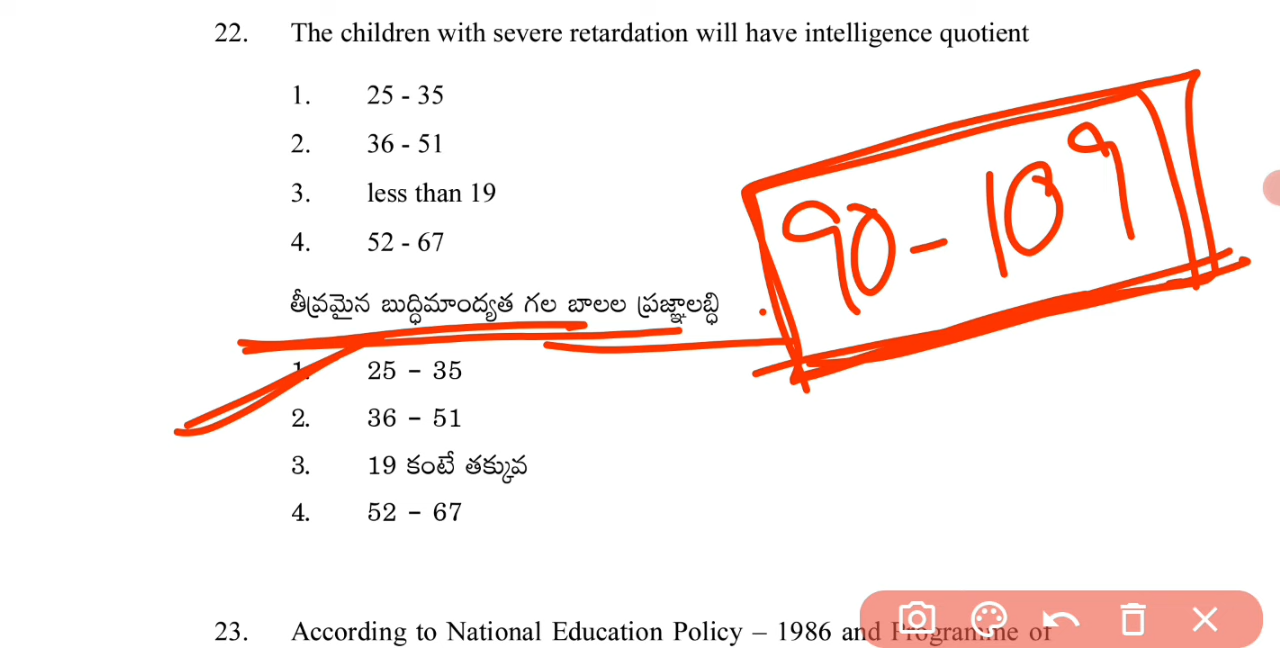 22. The children with severe retardation will have intelligence quotient
1. 25 - 35
2. 36 - 51
3. less than 19
4. 52 - 67
90 - 109
తీవ్రమైన బుద్ధిమాంద్యత గల బాలల ప్రజ్ఞాలబ్ధి
1. 25 - 35
2. 36 - 51
3. 19 కంటే తక్కువ
4. 52 - 67
23. According to National Education Policy – 1986 and Programme of